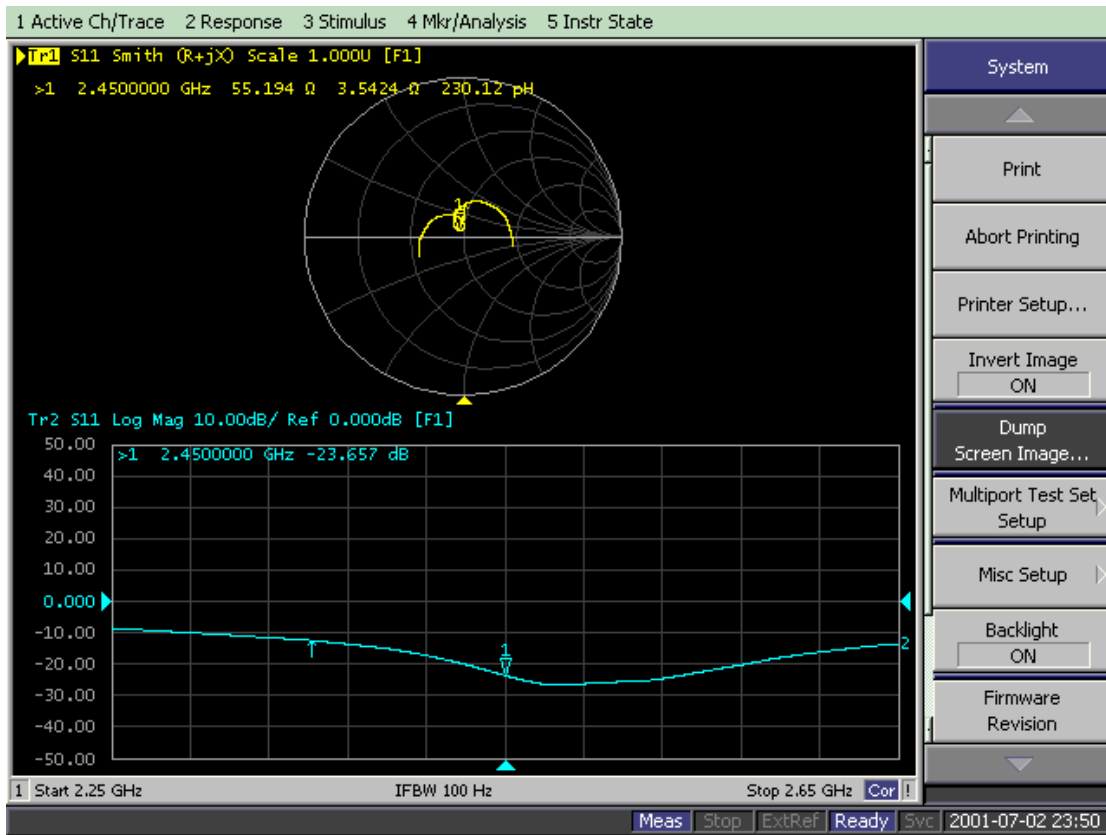 1 Active Ch/Trace 2 Response 3 Stimulus 4 Mkr/Analysis 5 Instr State
Tr1 S11 Smith (R+jX) Scale 1.000U [F1]
>1 2.4500000 GHz 55.194 Ω 3.5424 Ω 230.12 pH
1
Tr2 S11 Log Mag 10.00dB/ Ref 0.000dB [F1]
50.00
>1 2.4500000 GHz -23.657 dB
40.00
30.00
20.00
10.00
0.000
-10.00
-20.00
-30.00
-40.00
-50.00
1
2
1 Start 2.25 GHz IFBW 100 Hz Stop 2.65 GHz Cor !
System
Print
Abort Printing
Printer Setup...
Invert Image
ON
Dump
Screen Image...
Multiport Test Set
Setup
Misc Setup
Backlight
ON
Firmware
Revision
Meas Stop ExtRef Ready Svc 2001-07-02 23:50